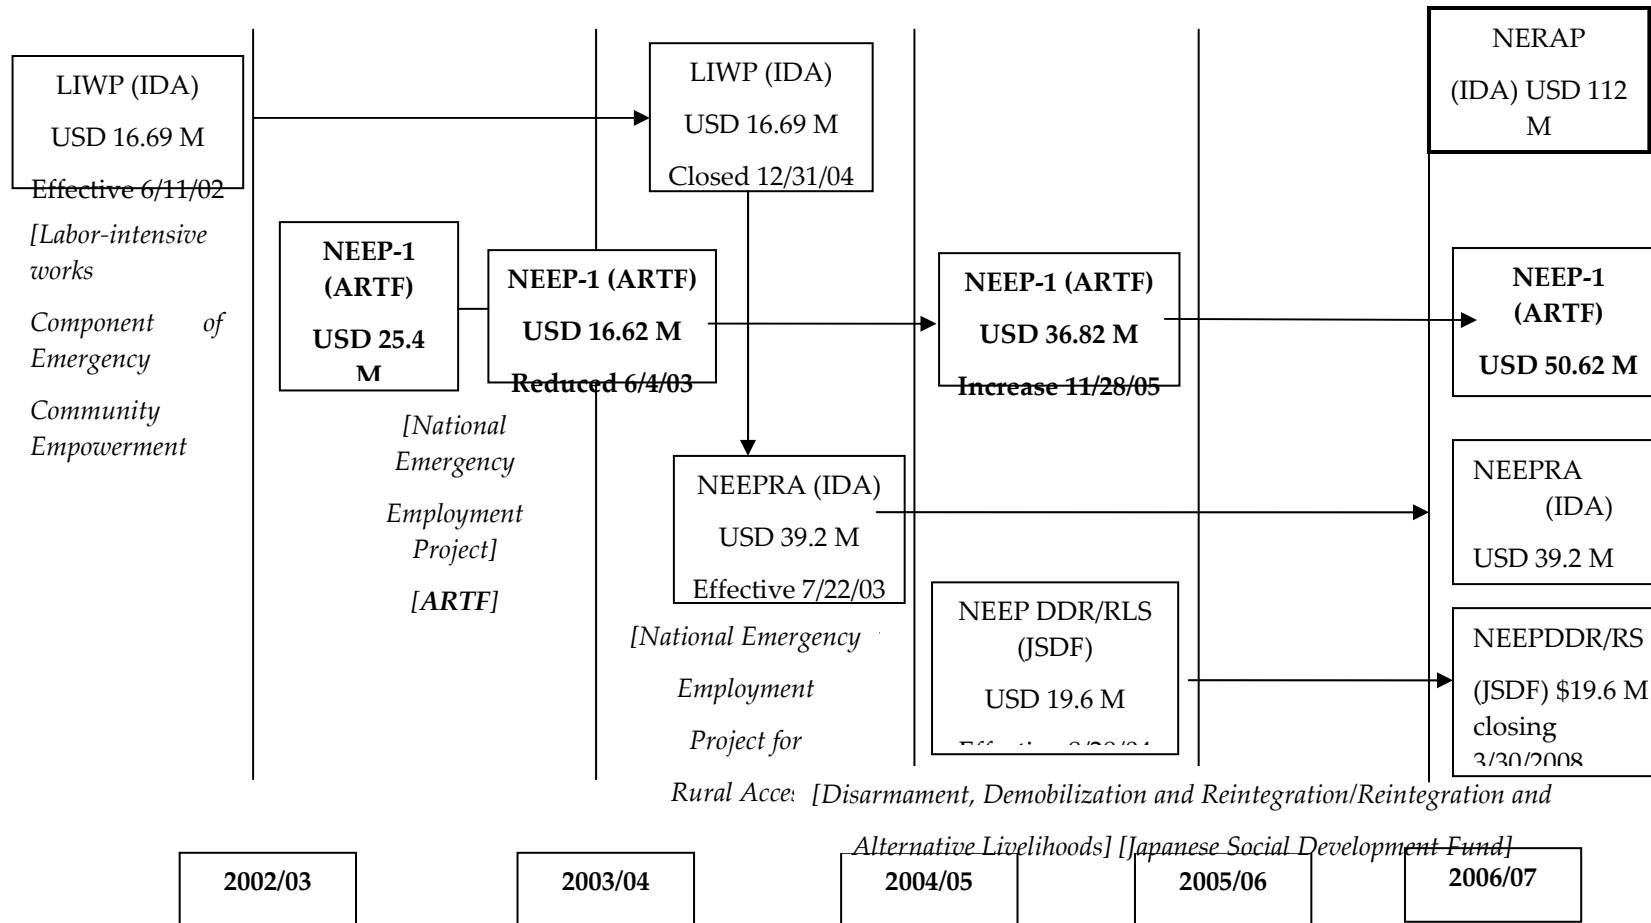 LIWP (IDA)
USD 16.69 M
Effective 6/11/02
[Labor-intensive
works
Component of
Emergency
Community
Empowerment
NEEP-1
(ARTF)
USD 25.4
M
NEEP-1 (ARTF)
USD 16.62 M
Reduced 6/4/03
[National
Emergency
Employment
Project]
[ARTF]
LIWP (IDA)
USD 16.69 M
Closed 12/31/04
NEEPRA (IDA)
USD 39.2 M
Effective 7/22/03
[National Emergency
Employment
Project for
Rural
NEEP-1 (ARTF)
USD 36.82 M
Increase 11/28/05
NEEP DDR/RLS
(JSDF)
USD 19.6 M
[Disarmament, Demobilization and Reintegration/Reintegration and
Alternative Livelihoods] [Japanese Social Development Fund]
NERAP
(IDA) USD 112
M
NEEP-1
(ARTF)
USD 50.62 M
NEEPRA
(IDA)
USD 39.2 M
NEEPDDR/RS
(JSDF) $19.6 M
closing
3/30/2008
2002/03
2003/04
2004/05
2005/06
2006/07